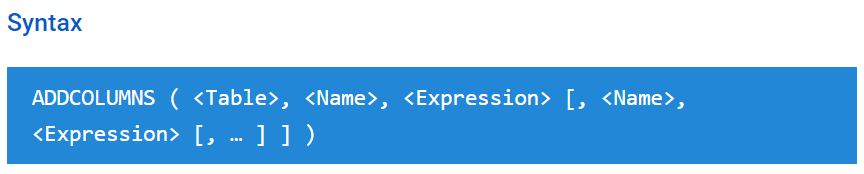 Syntax
ADDCOLUMNS ( <Table>, <Name>, <Expression> [, <Name>,
<Expression> [, … ] ] )